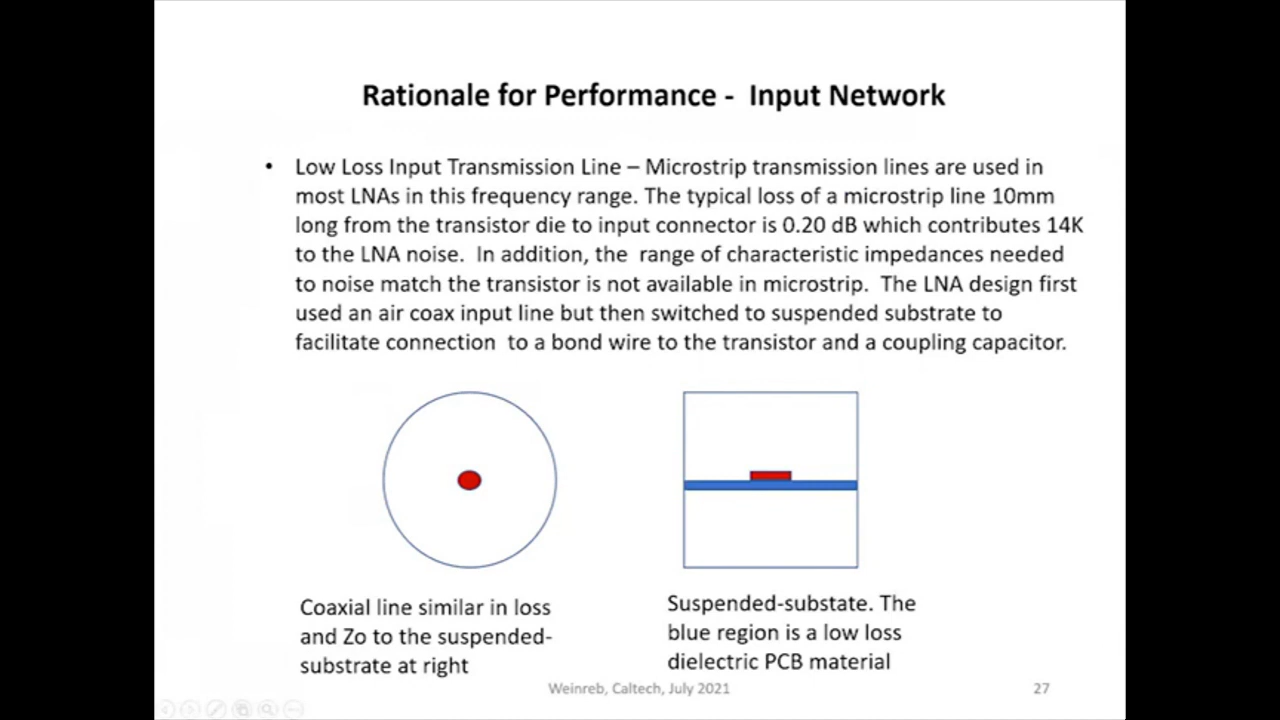 Rationale for Performance - Input Network
• Low Loss Input Transmission Line – Microstrip transmission lines are used in
most LNAs in this frequency range. The typical loss of a microstrip line 10mm
long from the transistor die to input connector is 0.20 dB which contributes 14K
to the LNA noise. In addition, the range of characteristic impedances needed
to noise match the transistor is not available in microstrip. The LNA design first
used an air coax input line but then switched to suspended substrate to
facilitate connection to a bond wire to the transistor and a coupling capacitor.
Coaxial line similar in loss
and Zo to the suspended-
substrate at right
Suspended-substate. The
blue region is a low loss
dielectric PCB material
Weinreb, Caltech, July 2021
27